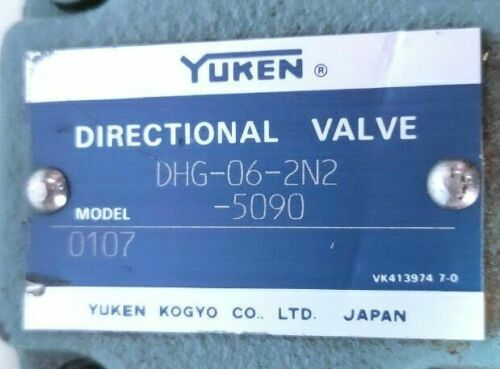 YUKEN ®
DIRECTIONAL VALVE
DHG-06-2N2
MODEL -5090
0107
VK413974 7-0
YUKEN KOGYO CO., LTD. JAPAN